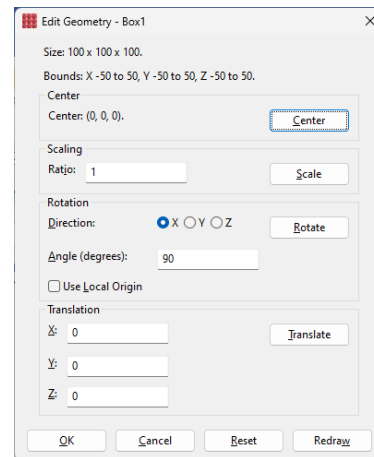 Edit Geometry - Box1
Size: 100 x 100 x 100.
Bounds: X -50 to 50, Y -50 to 50, Z -50 to 50.
Center
Center: (0, 0, 0).
Center
Scaling
Ratio: 1
Scale
Rotation
Direction: X Y Z
Rotate
Angle (degrees): 90
Use Local Origin
Translation
X: 0
Translate
Y: 0
Z: 0
OK Cancel Reset Redraw